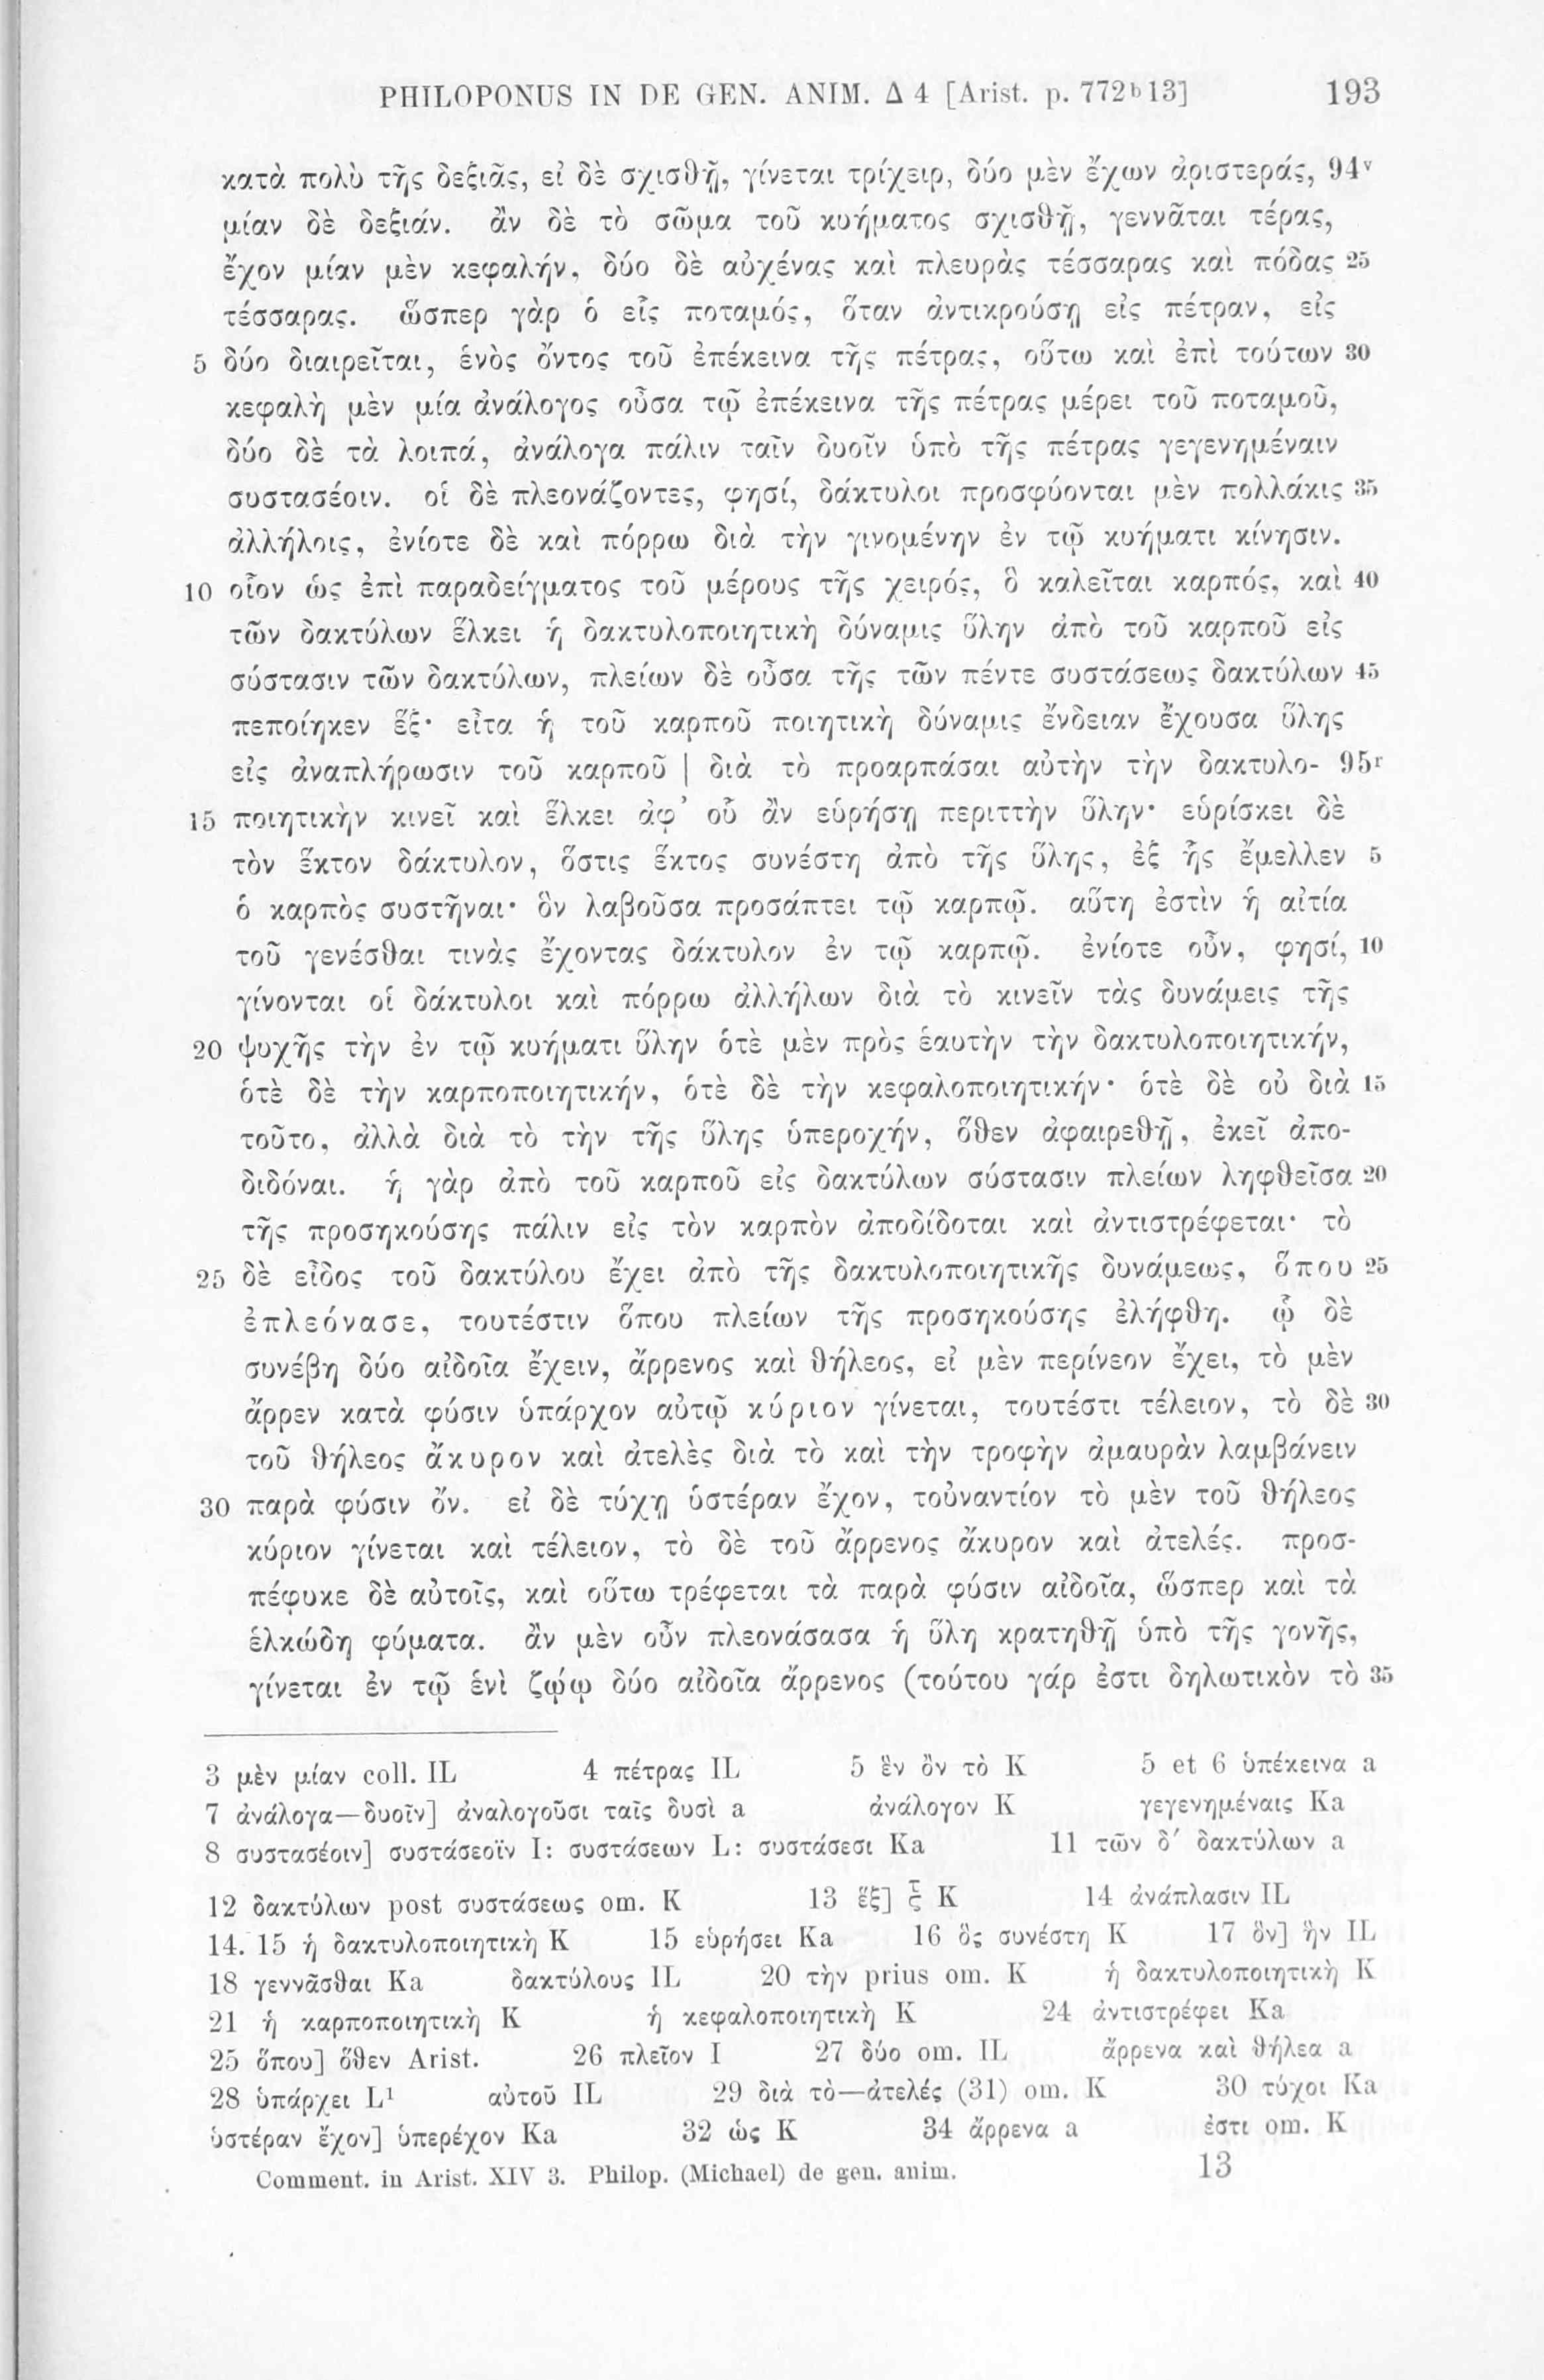 PHILOPONUS IN DE GEN. ANIM. Δ 4 [Arist. p. 772ᵇ13] 193
κατὰ πολὺ τῆς δεξιᾶς, εἰ δὲ σχισθῇ, γίνεται τρίχειρ, δύο μὲν ἔχων ἀριστεράς, 94ᵛ
μίαν δὲ δεξιάν. ἂν δὲ τὸ σῶμα τοῦ κυήματος σχισθῇ, γεννᾶται τέρας,
ἔχον μίαν μὲν κεφαλήν, δύο δὲ αὐχένας καὶ πλευρὰς τέσσαρας καὶ πόδας 25
τέσσαρας. ὥσπερ γὰρ ὁ εἷς ποταμός, ὅταν ἀντικρούσῃ εἰς πέτραν, εἰς
5 δύο διαιρεῖται, ἑνὸς ὄντος τοῦ ἐπέκεινα τῆς πέτρας, οὕτω καὶ ἐπὶ τούτων 30
κεφαλὴ μὲν μία ἀνάλογος οὖσα τῷ ἐπέκεινα τῆς πέτρας μέρει τοῦ ποταμοῦ,
δύο δὲ τὰ λοιπά, ἀνάλογα πάλιν ταῖν δυοῖν ὑπὸ τῆς πέτρας γεγενημέναιν
συστασέοιν. οἱ δὲ πλεονάζοντες, φησί, δάκτυλοι προσφύονται μὲν πολλάκις 35
ἀλλήλοις, ἐνίοτε δὲ καὶ πόρρω διὰ τὴν γινομένην ἐν τῷ κυήματι κίνησιν.
10 οἷον ὡς ἐπὶ παραδείγματος τοῦ μέρους τῆς χειρός, ὃ καλεῖται καρπός, καὶ 40
τῶν δακτύλων ἕλκει ἡ δακτυλοποιητικὴ δύναμις ὕλην ἀπὸ τοῦ καρποῦ εἰς
σύστασιν τῶν δακτύλων, πλείων δὲ οὖσα τῆς τῶν πέντε συστάσεως δακτύλων 45
πεποίηκεν ἕξ· εἶτα ἡ τοῦ καρποῦ ποιητικὴ δύναμις ἔνδειαν ἔχουσα ὕλης
εἰς ἀναπλήρωσιν τοῦ καρποῦ | διὰ τὸ προαρπάσαι αὐτὴν τὴν δακτυλο- 95ʳ
15 ποιητικὴν κινεῖ καὶ ἕλκει ἀφ’ οὗ ἂν εὑρήσῃ περιττὴν ὕλην· εὑρίσκει δὲ
τὸν ἕκτον δάκτυλον, ὅστις ἕκτος συνέστη ἀπὸ τῆς ὕλης, ἐξ ἧς ἔμελλεν 5
ὁ καρπὸς συστῆναι· ὃν λαβοῦσα προσάπτει τῷ καρπῷ. αὕτη ἐστὶν ἡ αἰτία
τοῦ γενέσθαι τινὰς ἔχοντας δάκτυλον ἐν τῷ καρπῷ. ἐνίοτε οὖν, φησί, 10
γίνονται οἱ δάκτυλοι καὶ πόρρω ἀλλήλων διὰ τὸ κινεῖν τὰς δυνάμεις τῆς
20 ψυχῆς τὴν ἐν τῷ κυήματι ὕλην ὁτὲ μὲν πρὸς ἑαυτὴν τὴν δακτυλοποιητικήν,
ὁτὲ δὲ τὴν καρποποιητικήν, ὁτὲ δὲ τὴν κεφαλοποιητικήν· ὁτὲ δὲ οὐ διὰ 15
τοῦτο, ἀλλὰ διὰ τὸ τὴν τῆς ὕλης ὑπεροχήν, ὅθεν ἀφαιρεθῇ, ἐκεῖ ἀπο-
διδόναι. ἡ γὰρ ἀπὸ τοῦ καρποῦ εἰς δακτύλων σύστασιν πλείων ληφθεῖσα 20
τῆς προσηκούσης πάλιν εἰς τὸν καρπὸν ἀποδίδοται καὶ ἀντιστρέφεται· τὸ
25 δὲ εἶδος τοῦ δακτύλου ἔχει ἀπὸ τῆς δακτυλοποιητικῆς δυνάμεως, ὅπου 25
ἐπλεόνασε, τουτέστιν ὅπου πλείων τῆς προσηκούσης ἐλήφθη. ᾧ δὲ
συνέβη δύο αἰδοῖα ἔχειν, ἄρρενος καὶ θήλεος, εἰ μὲν περίνεον ἔχει, τὸ μὲν
ἄρρεν κατὰ φύσιν ὑπάρχον αὐτῷ κύριον γίνεται, τουτέστι τέλειον, τὸ δὲ 30
τοῦ θήλεος ἄκυρον καὶ ἀτελὲς διὰ τὸ καὶ τὴν τροφὴν ἀμαυρὰν λαμβάνειν
30 παρὰ φύσιν ὄν. εἰ δὲ τύχῃ ὑστέραν ἔχον, τοὐναντίον τὸ μὲν τοῦ θήλεος
κύριον γίνεται καὶ τέλειον, τὸ δὲ τοῦ ἄρρενος ἄκυρον καὶ ἀτελές. προσ-
πέφυκε δὲ αὐτοῖς, καὶ οὕτω τρέφεται τὰ παρὰ φύσιν αἰδοῖα, ὥσπερ καὶ τὰ
ἑλκώδη φύματα. ἂν μὲν οὖν πλεονάσασα ἡ ὕλη κρατηθῇ ὑπὸ τῆς γονῆς,
γίνεται ἐν τῷ ἑνὶ ζῴῳ δύο αἰδοῖα ἄρρενος (τούτου γάρ ἐστι δηλωτικὸν τὸ 35
3 μὲν μίαν coll. IL 4 πέτρας IL 5 ἓν ὂν τὸ K 5 et 6 ὑπέκεινα a
7 ἀνάλογα—δυοῖν] ἀναλογοῦσι ταῖς δυσὶ a ἀνάλογον K γεγενημέναις Ka
8 συστασέοιν] συστάσεοϊν I: συστάσεων L: συστάσεσι Ka 11 τῶν δ’ δακτύλων a
12 δακτύλων post συστάσεως om. K 13 ἕξ] K 14 ἀνάπλασιν IL
14. 15 ἡ δακτυλοποιητικὴ K 15 εὑρήσει Ka 16 ὃς συνέστη K 17 ὃν] ἣν IL
18 γεννᾶσθαι Ka δακτύλους IL 20 τὴν prius om. K ἡ δακτυλοποιητικὴ K
21 ἡ καρποποιητικὴ K ἡ κεφαλοποιητικὴ K 24 ἀντιστρέφει Ka
25 ὅπου] ὅθεν Arist. 26 πλεῖον I 27 δύο om. IL ἄρρενα καὶ θήλεα a
28 ὑπάρχει L¹ αὐτοῦ IL 29 διὰ τὸ—ἀτελές (31) om. K 30 τύχοι Ka
ὑστέραν ἔχον] ὑπερέχον Ka 32 ὡς K 34 ἄρρενα a ἐστι om. K
Comment. in Arist. XIV 3. Philop. (Michael) de gen. anim. 13